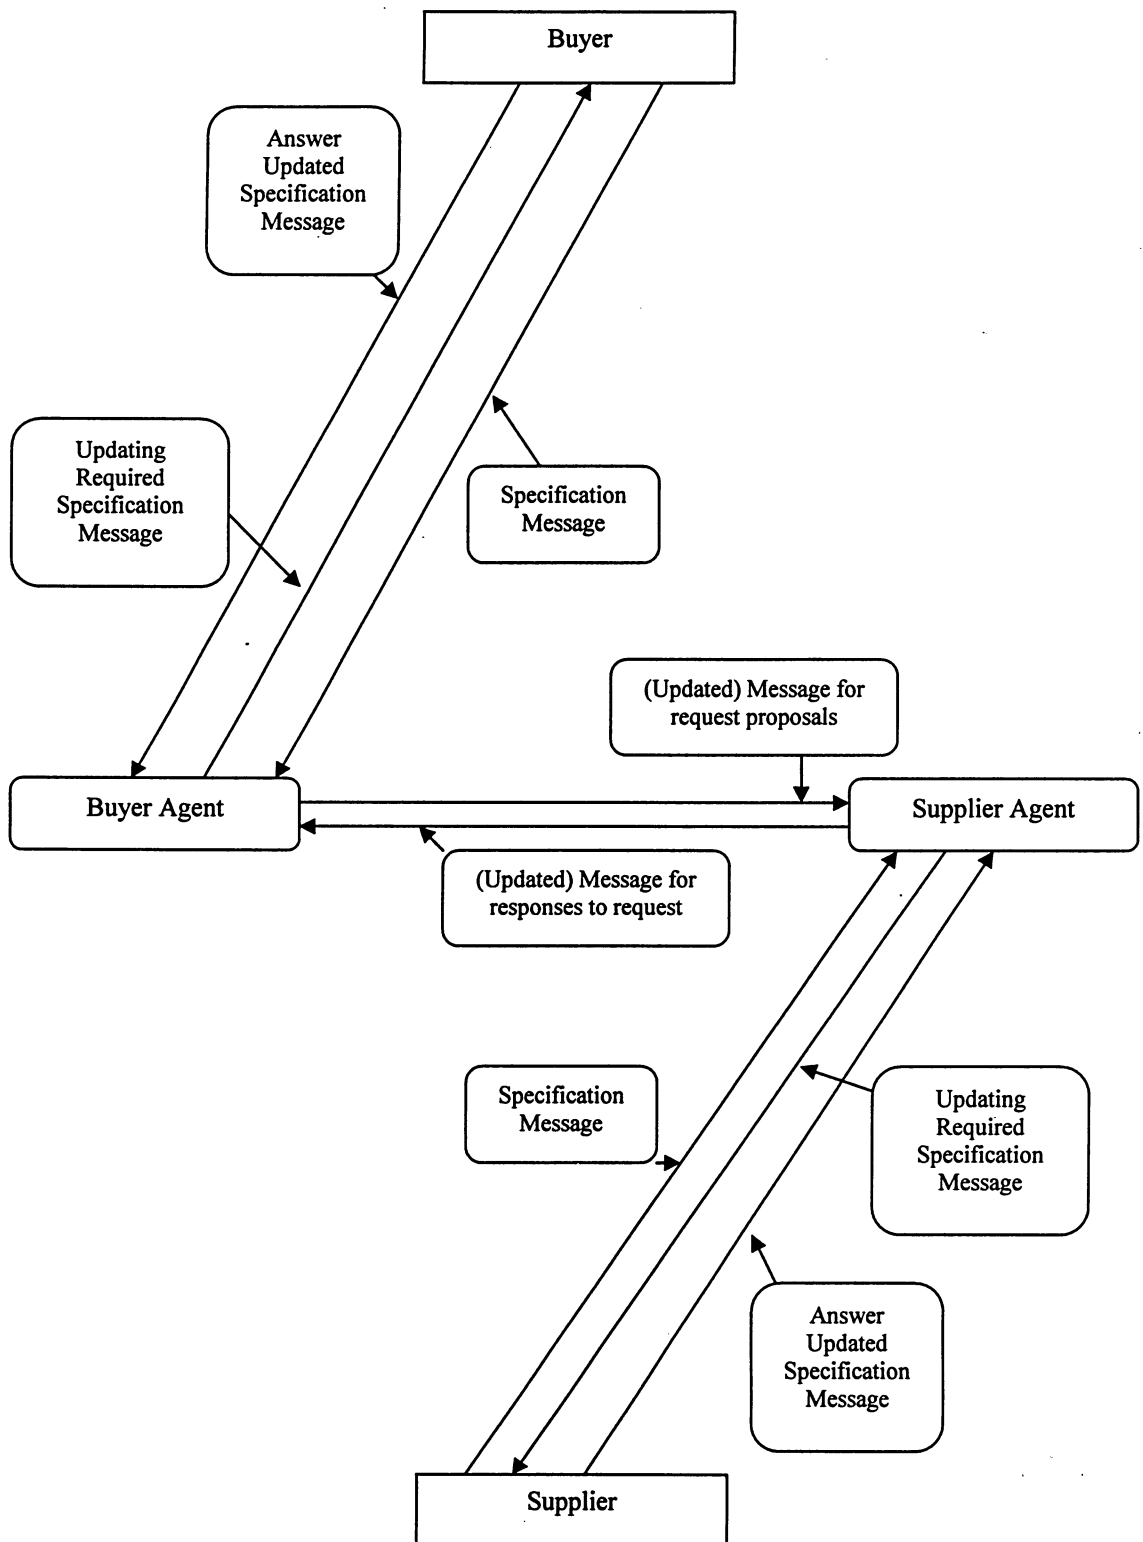 Buyer
Answer
Updated
Specification
Message
Updating
Required
Specification
Message
Specification
Message
(Updated) Message for
request proposals
Buyer Agent
Supplier Agent
(Updated) Message for
responses to request
Specification
Message
Updating
Required
Specification
Message
Answer
Updated
Specification
Message
Supplier